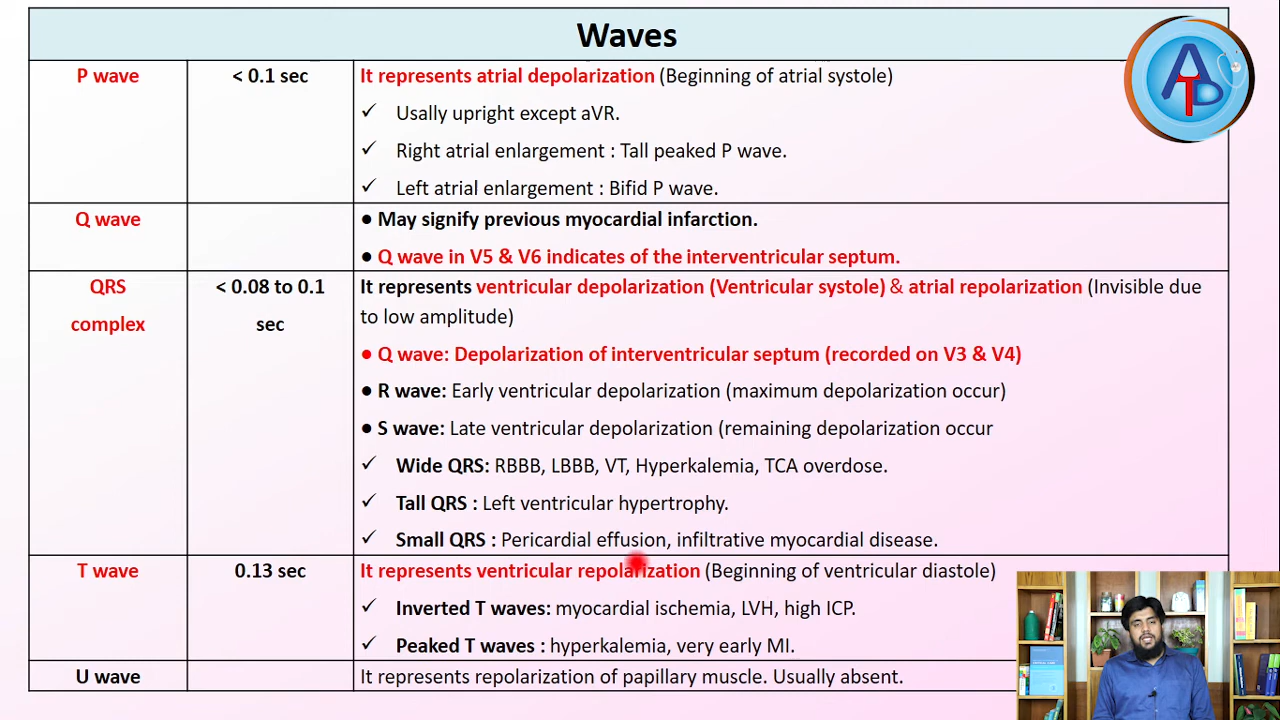 Waves
P wave
< 0.1 sec
It represents atrial depolarization (Beginning of atrial systole)
✓ Usally upright except aVR.
✓ Right atrial enlargement : Tall peaked P wave.
✓ Left atrial enlargement : Bifid P wave.
Q wave
● May signify previous myocardial infarction.
● Q wave in V5 & V6 indicates of the interventricular septum.
QRS
complex
< 0.08 to 0.1
sec
It represents ventricular depolarization (Ventricular systole) & atrial repolarization (Invisible due
to low amplitude)
● Q wave: Depolarization of interventricular septum (recorded on V3 & V4)
● R wave: Early ventricular depolarization (maximum depolarization occur)
● S wave: Late ventricular depolarization (remaining depolarization occur
✓ Wide QRS: RBBB, LBBB, VT, Hyperkalemia, TCA overdose.
✓ Tall QRS : Left ventricular hypertrophy.
✓ Small QRS : Pericardial effusion, infiltrative myocardial disease.
T wave
0.13 sec
It represents ventricular repolarization (Beginning of ventricular diastole)
✓ Inverted T waves: myocardial ischemia, LVH, high ICP.
✓ Peaked T waves : hyperkalemia, very early MI.
U wave
It represents repolarization of papillary muscle. Usually absent.
ATB